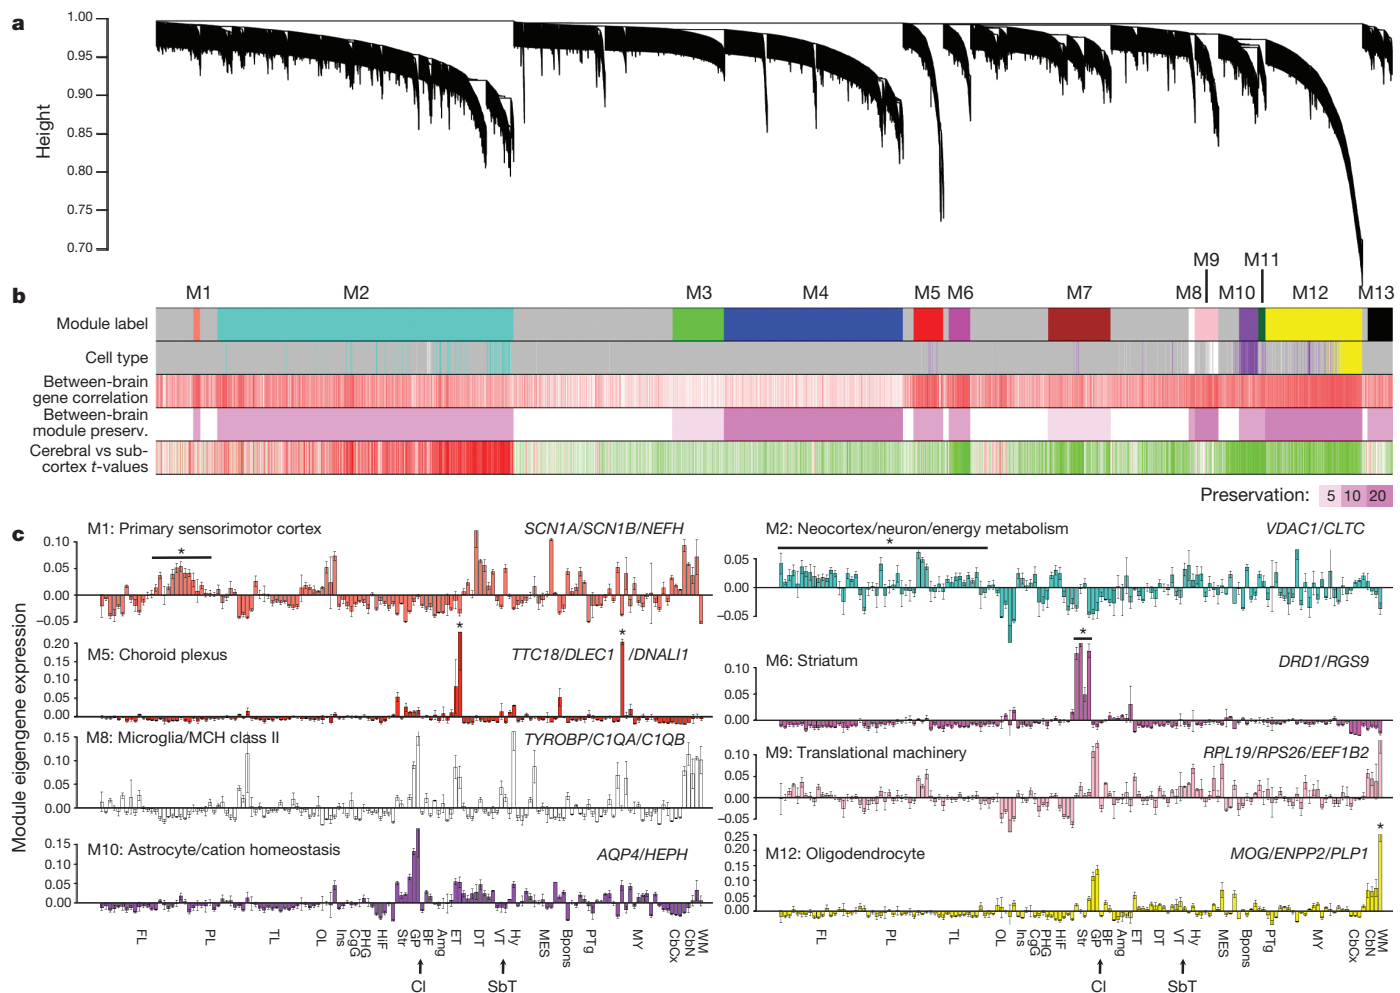 a
1.00
0.95
0.90
0.85
0.80
0.75
0.70
Height
b
M1 M2 M3 M4 M5 M6 M7 M8 M9 M10 M11 M12 M13
Module label
Cell type
Between-brain
gene correlation
Between-brain
module preserv.
Cerebral vs sub-
cortex t-values
Preservation: 5 10 20
c
Module eigengene expression
M1: Primary sensorimotor cortex SCN1A/SCN1B/NEFH
*
0.10
0.05
0.00
−0.05
M2: Neocortex/neuron/energy metabolism VDAC1/CLTC
*
0.05
0.00
−0.05
M5: Choroid plexus TTC18/DLEC1/DNALI1
* *
0.20
0.15
0.10
0.05
0.00
M6: Striatum DRD1/RGS9
*
0.10
0.05
0.00
M8: Microglia/MCH class II TYROBP/C1QA/C1QB
0.15
0.10
0.05
0.00
M9: Translational machinery RPL19/RPS26/EEF1B2
0.10
0.05
0.00
−0.05
M10: Astrocyte/cation homeostasis AQP4/HEPH
0.15
0.10
0.05
0.00
M12: Oligodendrocyte MOG/ENPP2/PLP1
*
0.25
0.20
0.15
0.10
0.05
0.00
FL PL TL OL Ins CgG PHG HiF Str GP BF Amg ET DT VT Hy MES Bpons PTg MY CbCx CbN WM
Cl SbT
FL PL TL OL Ins CgG PHG HiF Str GP BF Amg ET DT VT Hy MES Bpons PTg MY CbCx CbN WM
Cl SbT